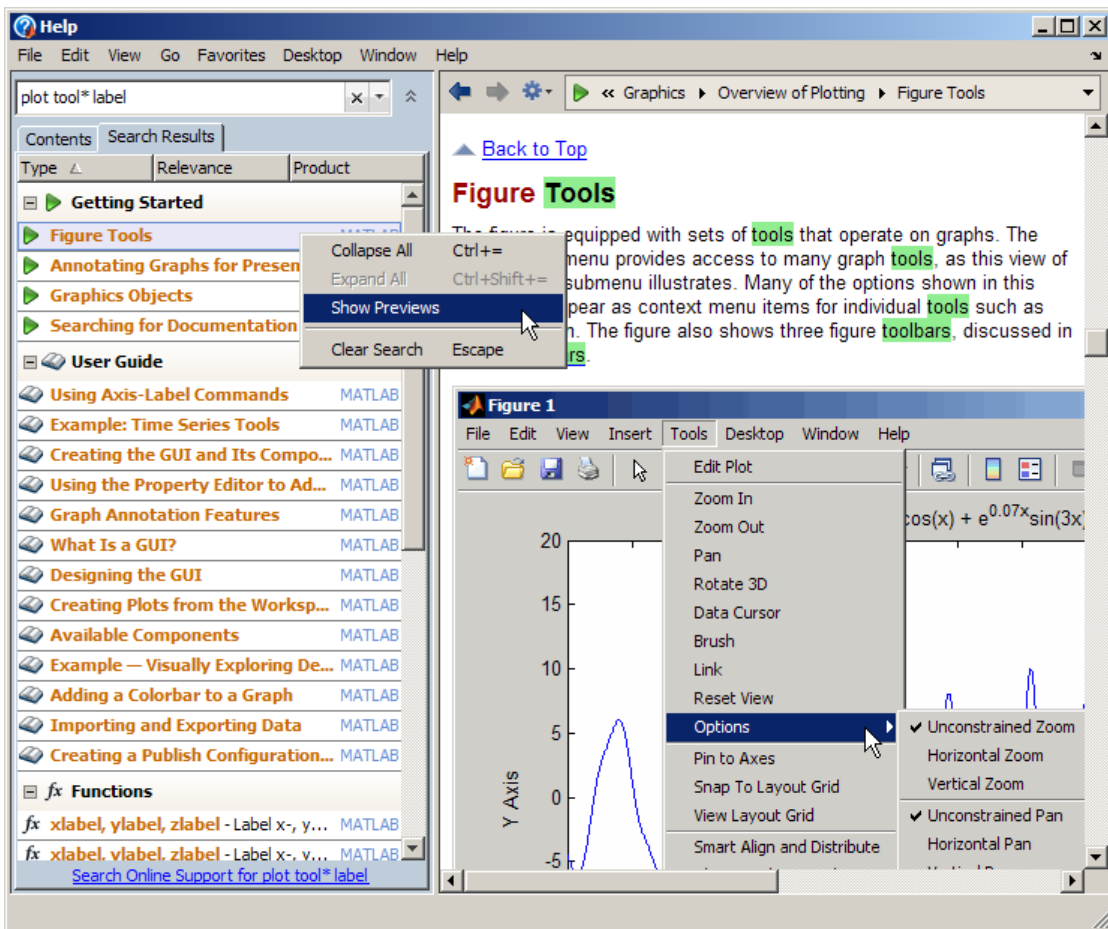 Help
File Edit View Go Favorites Desktop Window Help
plot tool* label
« Graphics Overview of Plotting Figure Tools
Contents Search Results
Type Relevance Product
Getting Started
Figure Tools
Annotating Graphs for Presen
Graphics Objects
Searching for Documentation
User Guide
Using Axis-Label Commands MATLAB
Example: Time Series Tools MATLAB
Creating the GUI and Its Compo... MATLAB
Using the Property Editor to Ad... MATLAB
Graph Annotation Features MATLAB
What Is a GUI? MATLAB
Designing the GUI MATLAB
Creating Plots from the Worksp... MATLAB
Available Components MATLAB
Example — Visually Exploring De... MATLAB
Adding a Colorbar to a Graph MATLAB
Importing and Exporting Data MATLAB
Creating a Publish Configuration... MATLAB
fx Functions
fx xlabel, ylabel, zlabel - Label x-, y... MATLAB
fx xlabel, ylabel, zlabel - Label x-, y... MATLAB
Search Online Support for plot tool* label
Collapse All Ctrl+=
Expand All Ctrl+Shift+=
Show Previews
Clear Search Escape
Back to Top
Figure Tools
equipped with sets of tools that operate on graphs. The
menu provides access to many graph tools, as this view of
submenu illustrates. Many of the options shown in this
pear as context menu items for individual tools such as
n. The figure also shows three figure toolbars, discussed in
rs.
Figure 1
File Edit View Insert Tools Desktop Window Help
cos(x) + e^0.07x sin(3x)
20
15
10
5
0
-5
Y Axis
Edit Plot
Zoom In
Zoom Out
Pan
Rotate 3D
Data Cursor
Brush
Link
Reset View
Options
Pin to Axes
Snap To Layout Grid
View Layout Grid
Smart Align and Distribute
Unconstrained Zoom
Horizontal Zoom
Vertical Zoom
Unconstrained Pan
Horizontal Pan